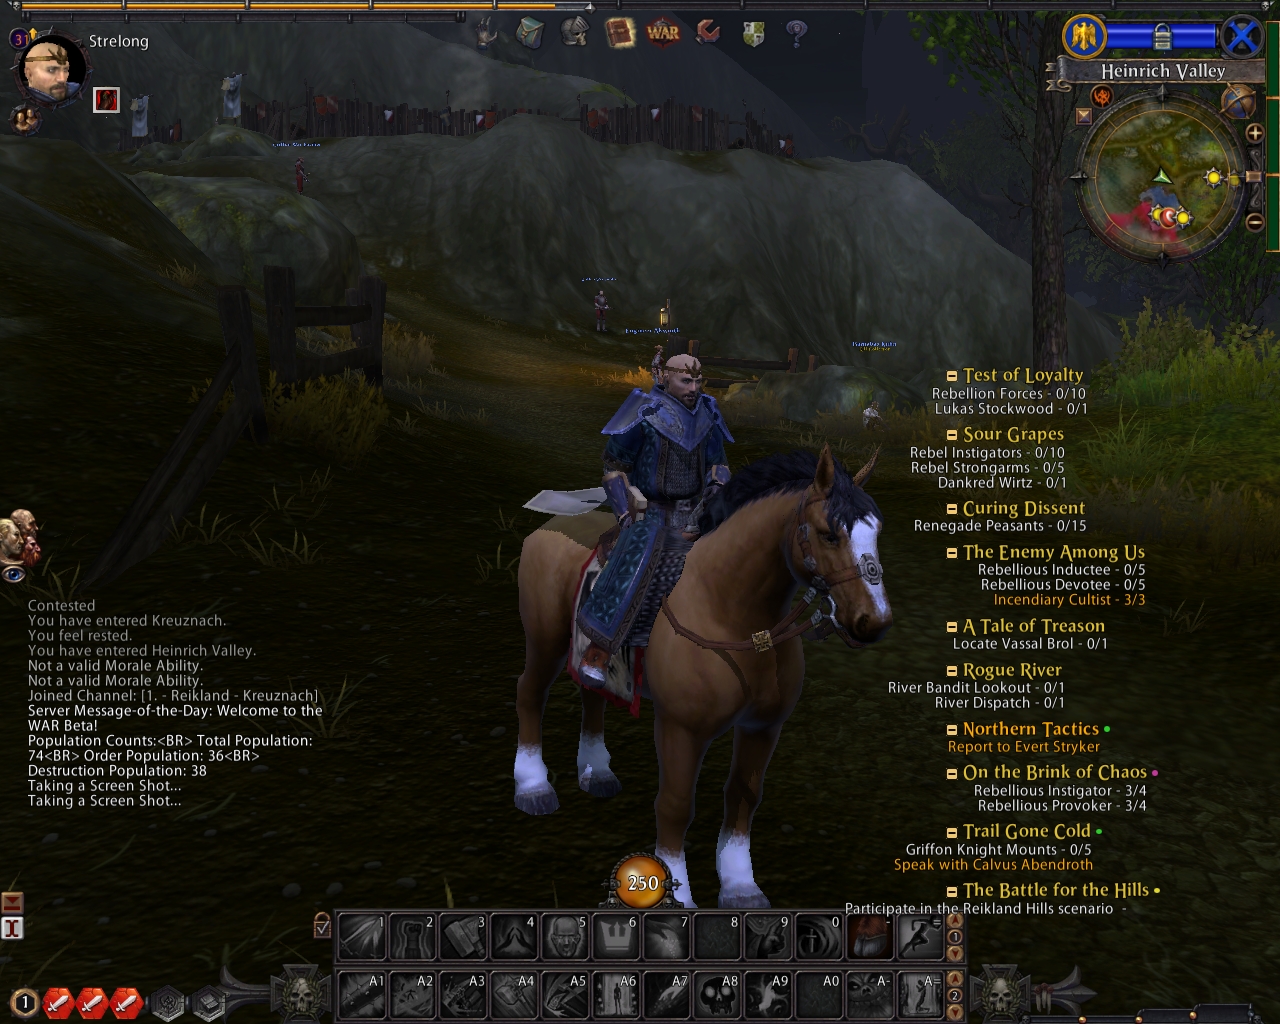 31
Strelong
WAR
Heinrich Valley
Test of Loyalty
Rebellion Forces - 0/10
Lukas Stockwood - 0/1
Sour Grapes
Rebel Instigators - 0/10
Rebel Strongarms - 0/5
Dankred Wirtz - 0/1
Curing Dissent
Renegade Peasants - 0/15
The Enemy Among Us
Rebellious Inductee - 0/5
Rebellious Devotee - 0/5
Incendiary Cultist - 3/3
A Tale of Treason
Locate Vassal Brol - 0/1
Rogue River
River Bandit Lookout - 0/1
River Dispatch - 0/1
Northern Tactics
Report to Evert Stryker
On the Brink of Chaos
Rebellious Instigator - 3/4
Rebellious Provoker - 3/4
Trail Gone Cold
Griffon Knight Mounts - 0/5
Speak with Calvus Abendroth
The Battle for the Hills
Participate in the Reikland Hills scenario -
Contested
You have entered Kreuznach.
You feel rested.
You have entered Heinrich Valley.
Not a valid Morale Ability.
Not a valid Morale Ability.
Joined Channel: [1. - Reikland - Kreuznach]
Server Message-of-the-Day: Welcome to the
WAR Beta!
Population Counts:<BR> Total Population:
74<BR> Order Population: 36<BR>
Destruction Population: 38
Taking a Screen Shot...
Taking a Screen Shot...
250
1 2 3 4 5 6 7 8 9 0 - =
1
A1 A2 A3 A4 A5 A6 A7 A8 A9 A0 A- A=
2
1